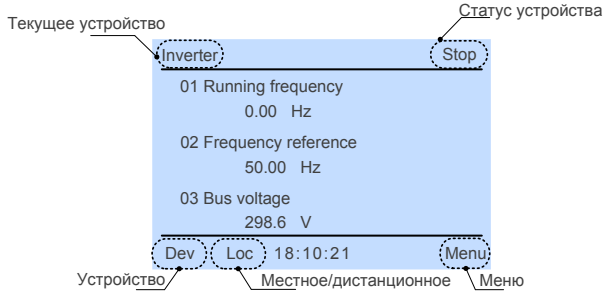 Статус устройства
Текущее устройство
Inverter Stop
01 Running frequency
0.00 Hz
02 Frequency reference
50.00 Hz
03 Bus voltage
298.6 V
Dev Loc 18:10:21 Menu
Устройство Местное/дистанционное Меню